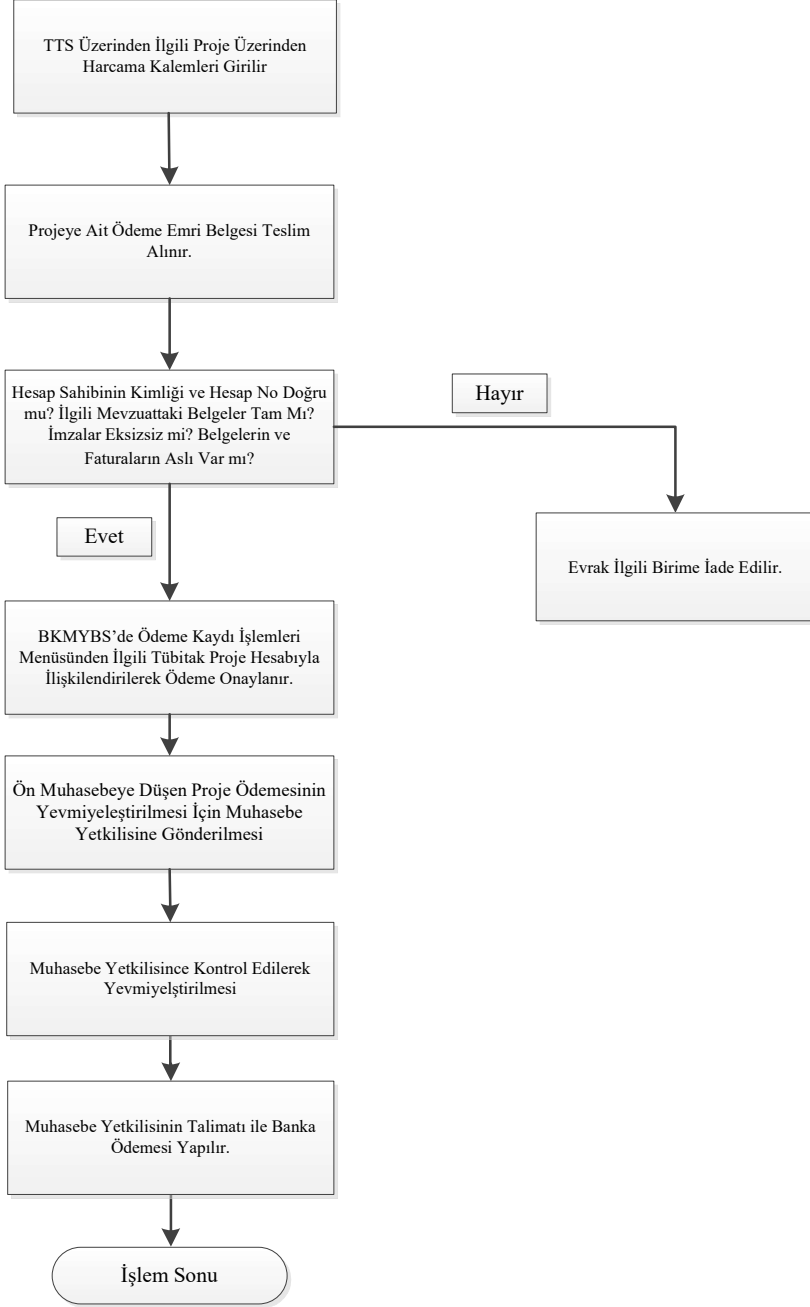 TTS Üzerinden İlgili Proje Üzerinden
Harcama Kalemleri Girilir
Projeye Ait Ödeme Emri Belgesi Teslim
Alınır.
Hesap Sahibinin Kimliği ve Hesap No Doğru
mu? İlgili Mevzuattaki Belgeler Tam Mı?
İmzalar Eksizsiz mi? Belgelerin ve
Faturaların Aslı Var mı?
Hayır
Evet
Evrak İlgili Birime İade Edilir.
BKMYBS’de Ödeme Kaydı İşlemleri
Menüsünden İlgili Tübitak Proje Hesabıyla
İlişkilendirilerek Ödeme Onaylanır.
Ön Muhasebeye Düşen Proje Ödemesinin
Yevmiyeleştirilmesi İçin Muhasebe
Yetkilisine Gönderilmesi
Muhasebe Yetkilisince Kontrol Edilerek
Yevmiyelştirilmesi
Muhasebe Yetkilisinin Talimatı ile Banka
Ödemesi Yapılır.
İşlem Sonu